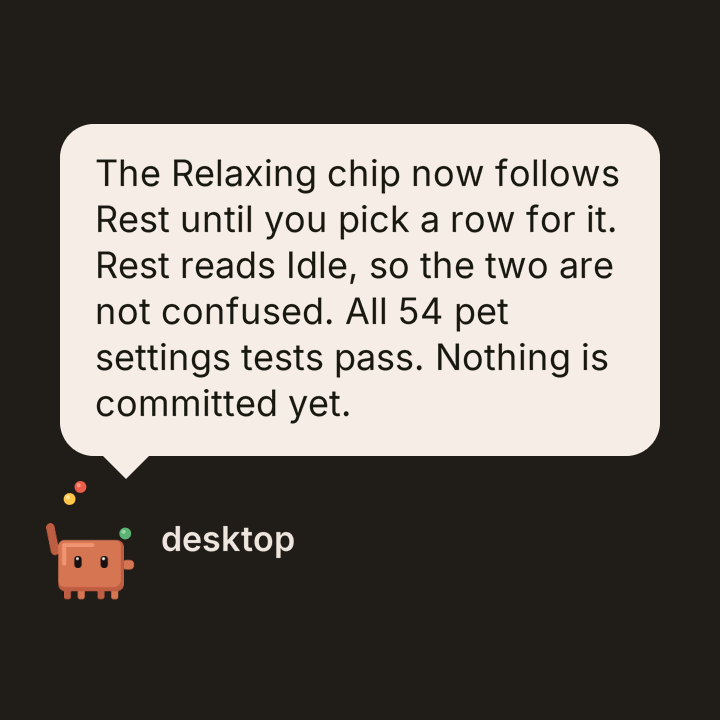 The Relaxing chip now follows
Rest until you pick a row for it.
Rest reads Idle, so the two are
not confused. All 54 pet
settings tests pass. Nothing is
committed yet.
desktop